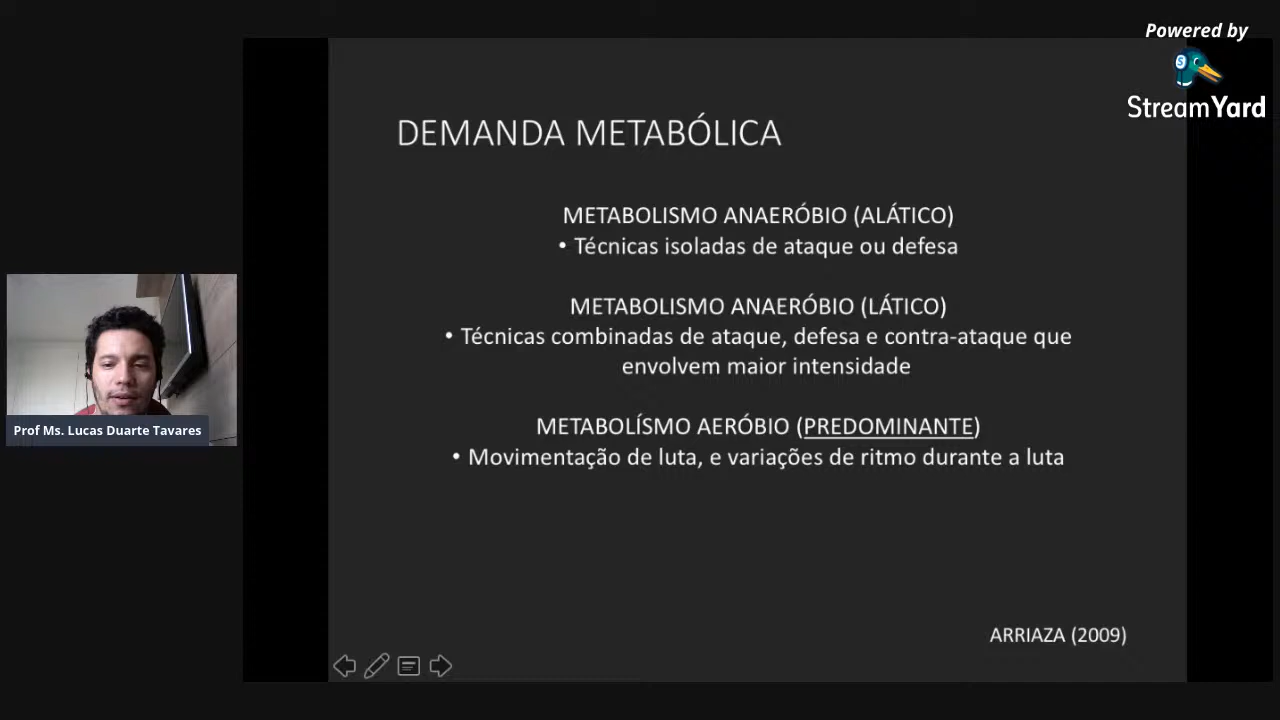 Powered by
StreamYard
DEMANDA METABÓLICA
METABOLISMO ANAERÓBIO (ALÁTICO)
• Técnicas isoladas de ataque ou defesa
METABOLISMO ANAERÓBIO (LÁTICO)
• Técnicas combinadas de ataque, defesa e contra-ataque que
envolvem maior intensidade
METABOLÍSMO AERÓBIO (PREDOMINANTE)
• Movimentação de luta, e variações de ritmo durante a luta
ARRIAZA (2009)
Prof Ms. Lucas Duarte Tavares